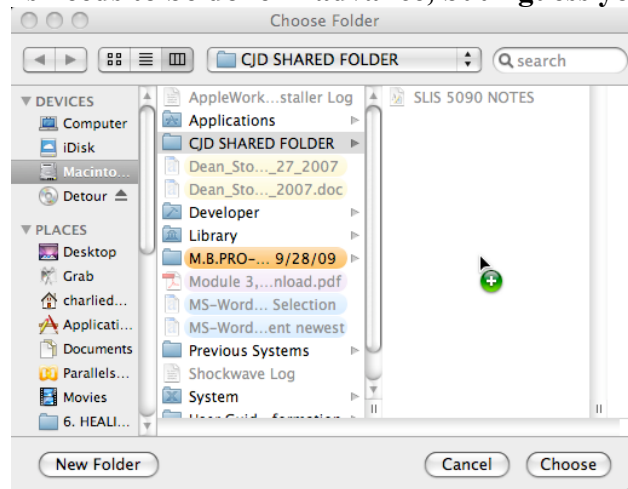 Choose Folder
CJD SHARED FOLDER
search
DEVICES
Computer
iDisk
Macinto...
Detour
PLACES
Desktop
Grab
charlied...
Applicati...
Documents
Parallels...
Movies
6. HEALI...
AppleWork...staller Log
Applications
CJD SHARED FOLDER
Dean_Sto..._27_2007
Dean_Sto..._2007.doc
Developer
Library
M.B.PRO-... 9/28/09
Module 3,...nload.pdf
MS-Word... Selection
MS-Word...ent newest
Previous Systems
Shockwave Log
System
SLIS 5090 NOTES
New Folder
Cancel
Choose